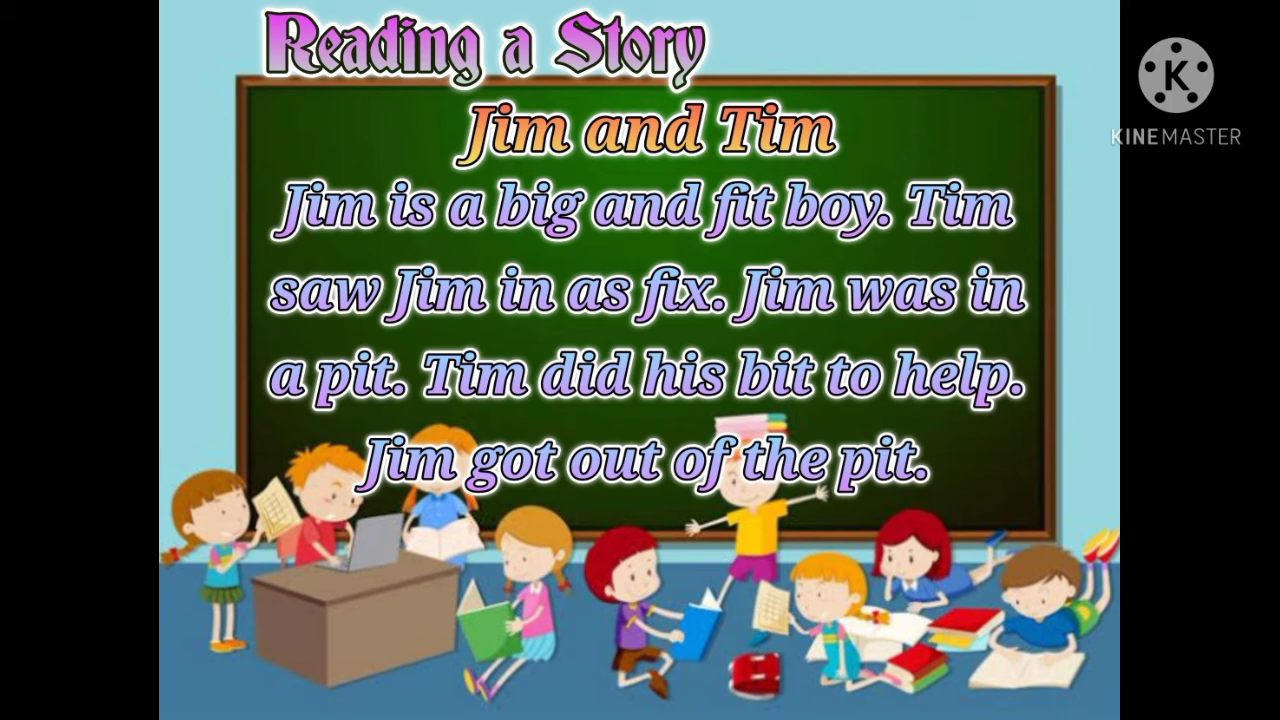 Reading a Story
Jim and Tim
Jim is a big and fit boy. Tim
saw Jim in as fix. Jim was in
a pit. Tim did his bit to help.
Jim got out of the pit.
K
KINEMASTER